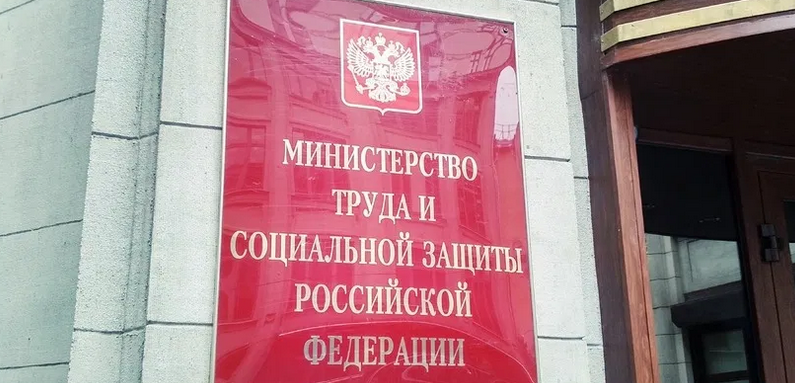 МИНИСТЕРСТВО
ТРУДА И
СОЦИАЛЬНОЙ ЗАЩИТЫ
РОССИЙСКОЙ
ФЕДЕРАЦИИ